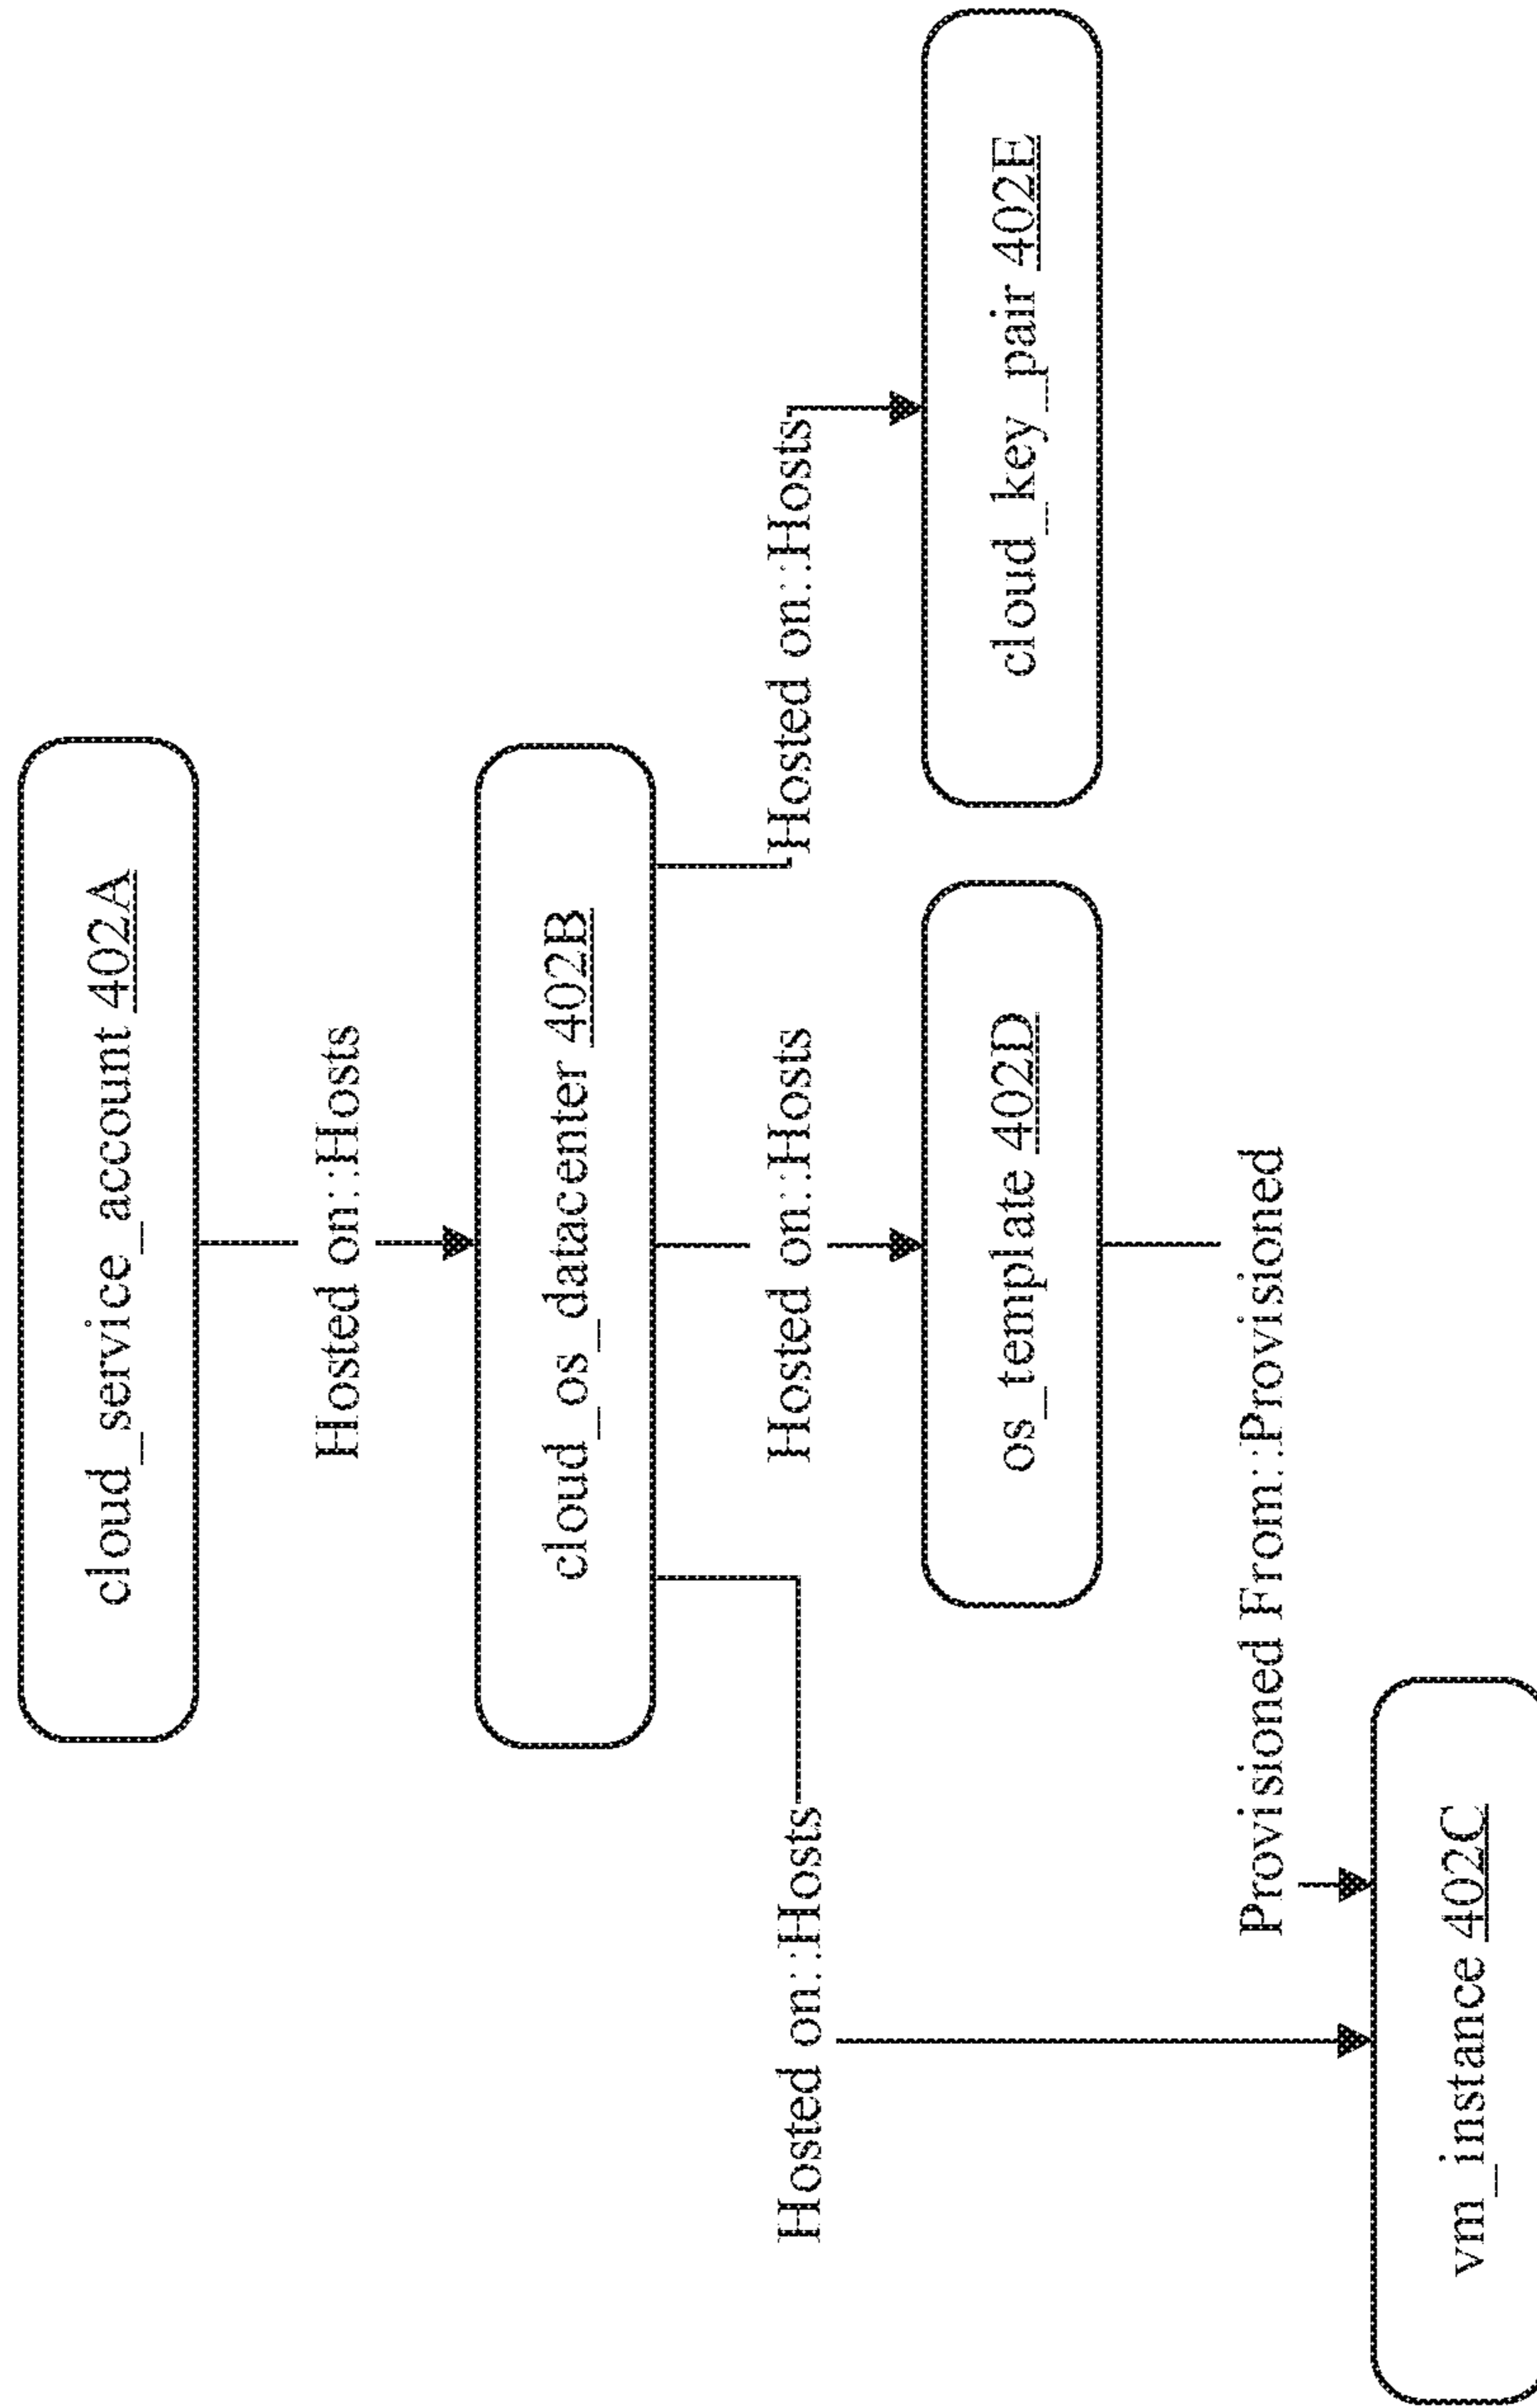 cloud_service_account 402A
Hosted on::Hosts
cloud_os_datacenter 402B
Hosted on::Hosts
Hosted on::Hosts
Hosted on::Hosts
os_template 402D
cloud_key_pair 402E
Provisioned From::Provisioned
vm_instance 402C